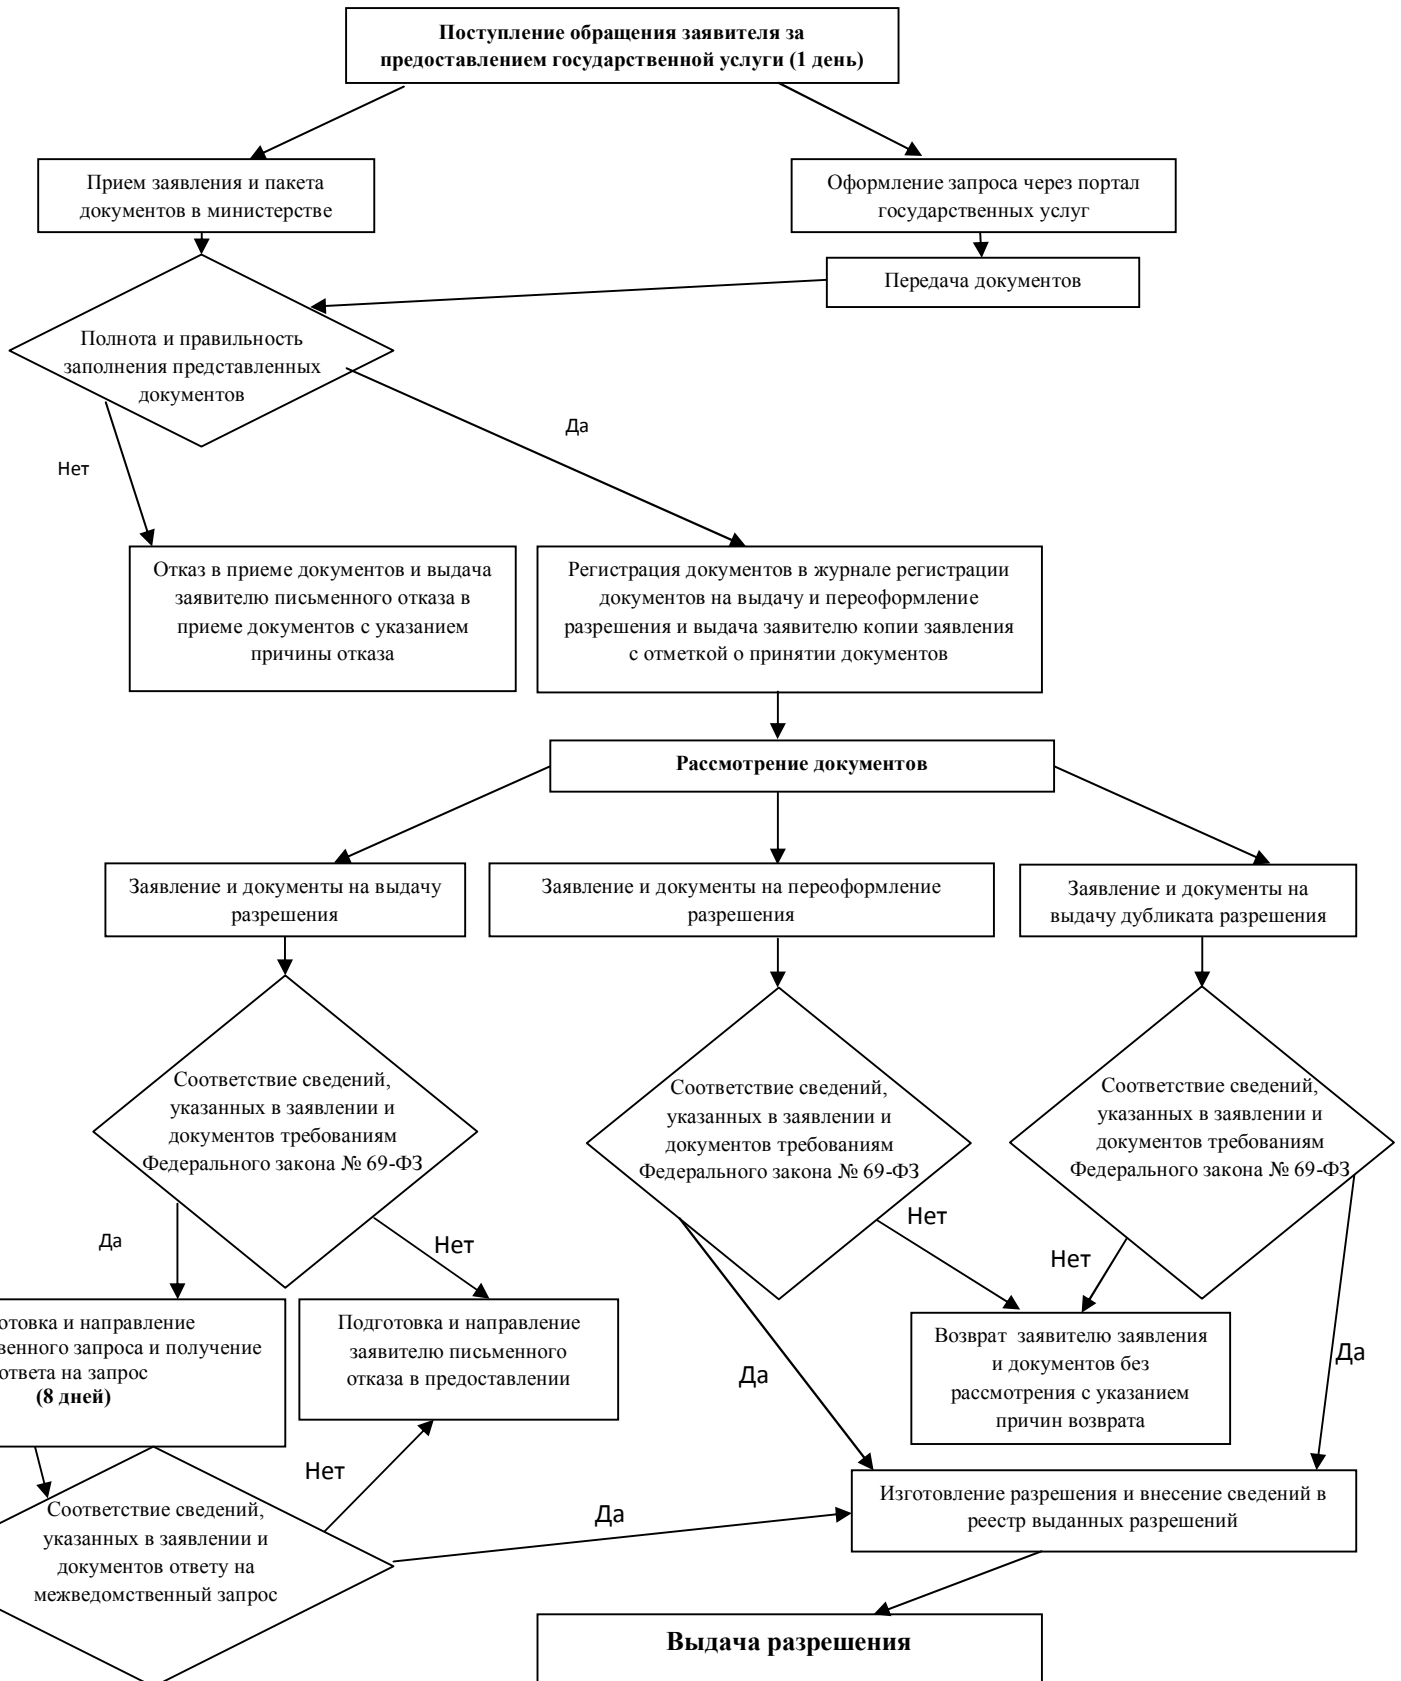 Поступление обращения заявителя за
предоставлением государственной услуги (1 день)
Прием заявления и пакета
документов в министерстве
Оформление запроса через портал
государственных услуг
Передача документов
Полнота и правильность
заполнения представленных
документов
Да
Нет
Отказ в приеме документов и выдача
заявителю письменного отказа в
приеме документов с указанием
причины отказа
Регистрация документов в журнале регистрации
документов на выдачу и переоформление
разрешения и выдача заявителю копии заявления
с отметкой о принятии документов
Рассмотрение документов
Заявление и документы на выдачу
разрешения
Заявление и документы на переоформление
разрешения
Заявление и документы на
выдачу дубликата разрешения
Соответствие сведений,
указанных в заявлении и
документов требованиям
Федерального закона № 69-ФЗ
Соответствие сведений,
указанных в заявлении и
документов требованиям
Федерального закона № 69-ФЗ
Соответствие сведений,
указанных в заявлении и
документов требованиям
Федерального закона № 69-ФЗ
Да
Нет
Нет
Нет
отовка и направление
венного запроса и получение
ответа на запрос
(8 дней)
Подготовка и направление
заявителю письменного
отказа в предоставлении
Да
Возврат заявителю заявления
и документов без
рассмотрения с указанием
причин возврата
Да
Нет
Соответствие сведений,
указанных в заявлении и
документов ответу на
межведомственный запрос
Да
Изготовление разрешения и внесение сведений в
реестр выданных разрешений
Выдача разрешения